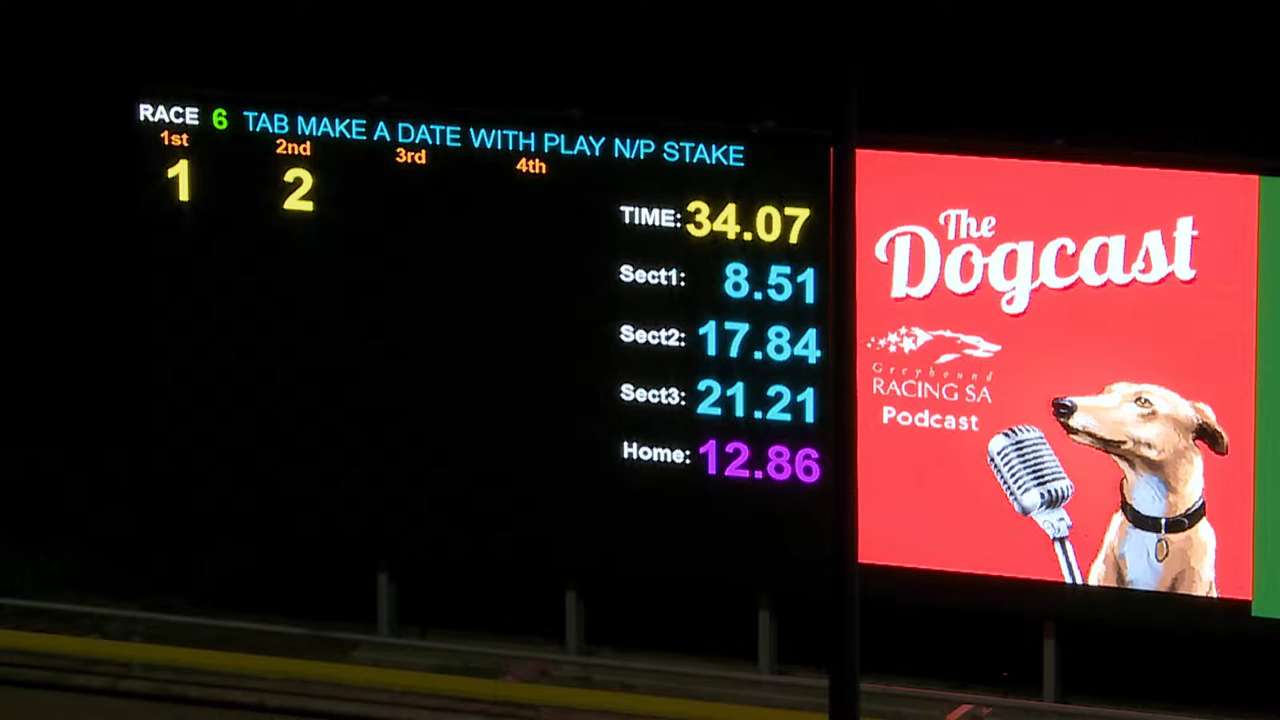 RACE 6 TAB MAKE A DATE WITH PLAY N/P STAKE
1st 2nd 3rd 4th
1 2
TIME: 34.07
Sect1: 8.51
Sect2: 17.84
Sect3: 21.21
Home: 12.86
The
Dogcast
Greyhound
RACING SA
Podcast